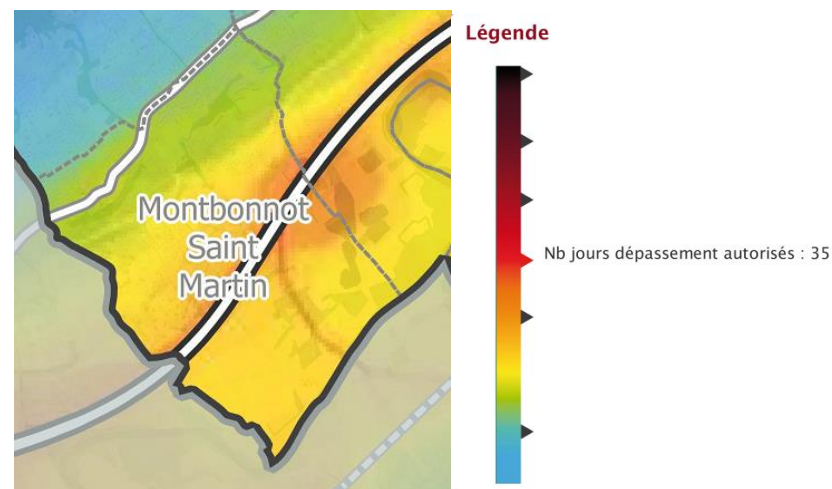 Légende
Montbonnot
Saint
Martin
Nb jours dépassement autorisés : 35